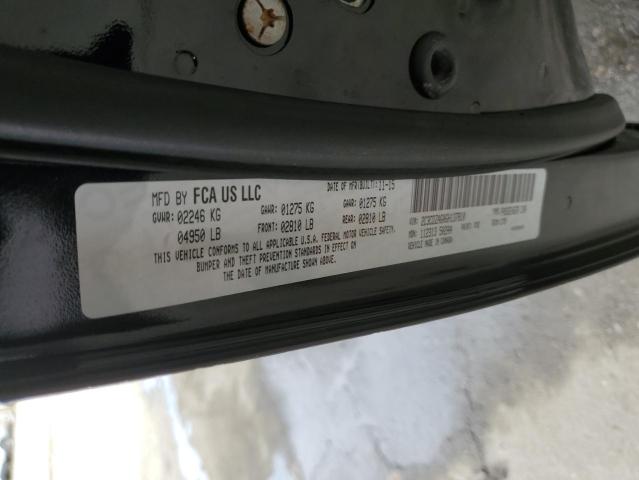 MFD BY FCA US LLC
DATE OF MFR(BUILT): 11-15
GVWR: 02246 KG GAWR: 01275 KG GAWR: 01275 KG
04950 LB FRONT: 02810 LB REAR: 02810 LB
THIS VEHICLE CONFORMS TO ALL APPLICABLE U.S.A. FEDERAL MOTOR VEHICLE SAFETY,
BUMPER AND THEFT PREVENTION STANDARDS IN EFFECT ON
THE DATE OF MANUFACTURE SHOWN ABOVE.
VIN:
VEHICLE MADE IN CANADA